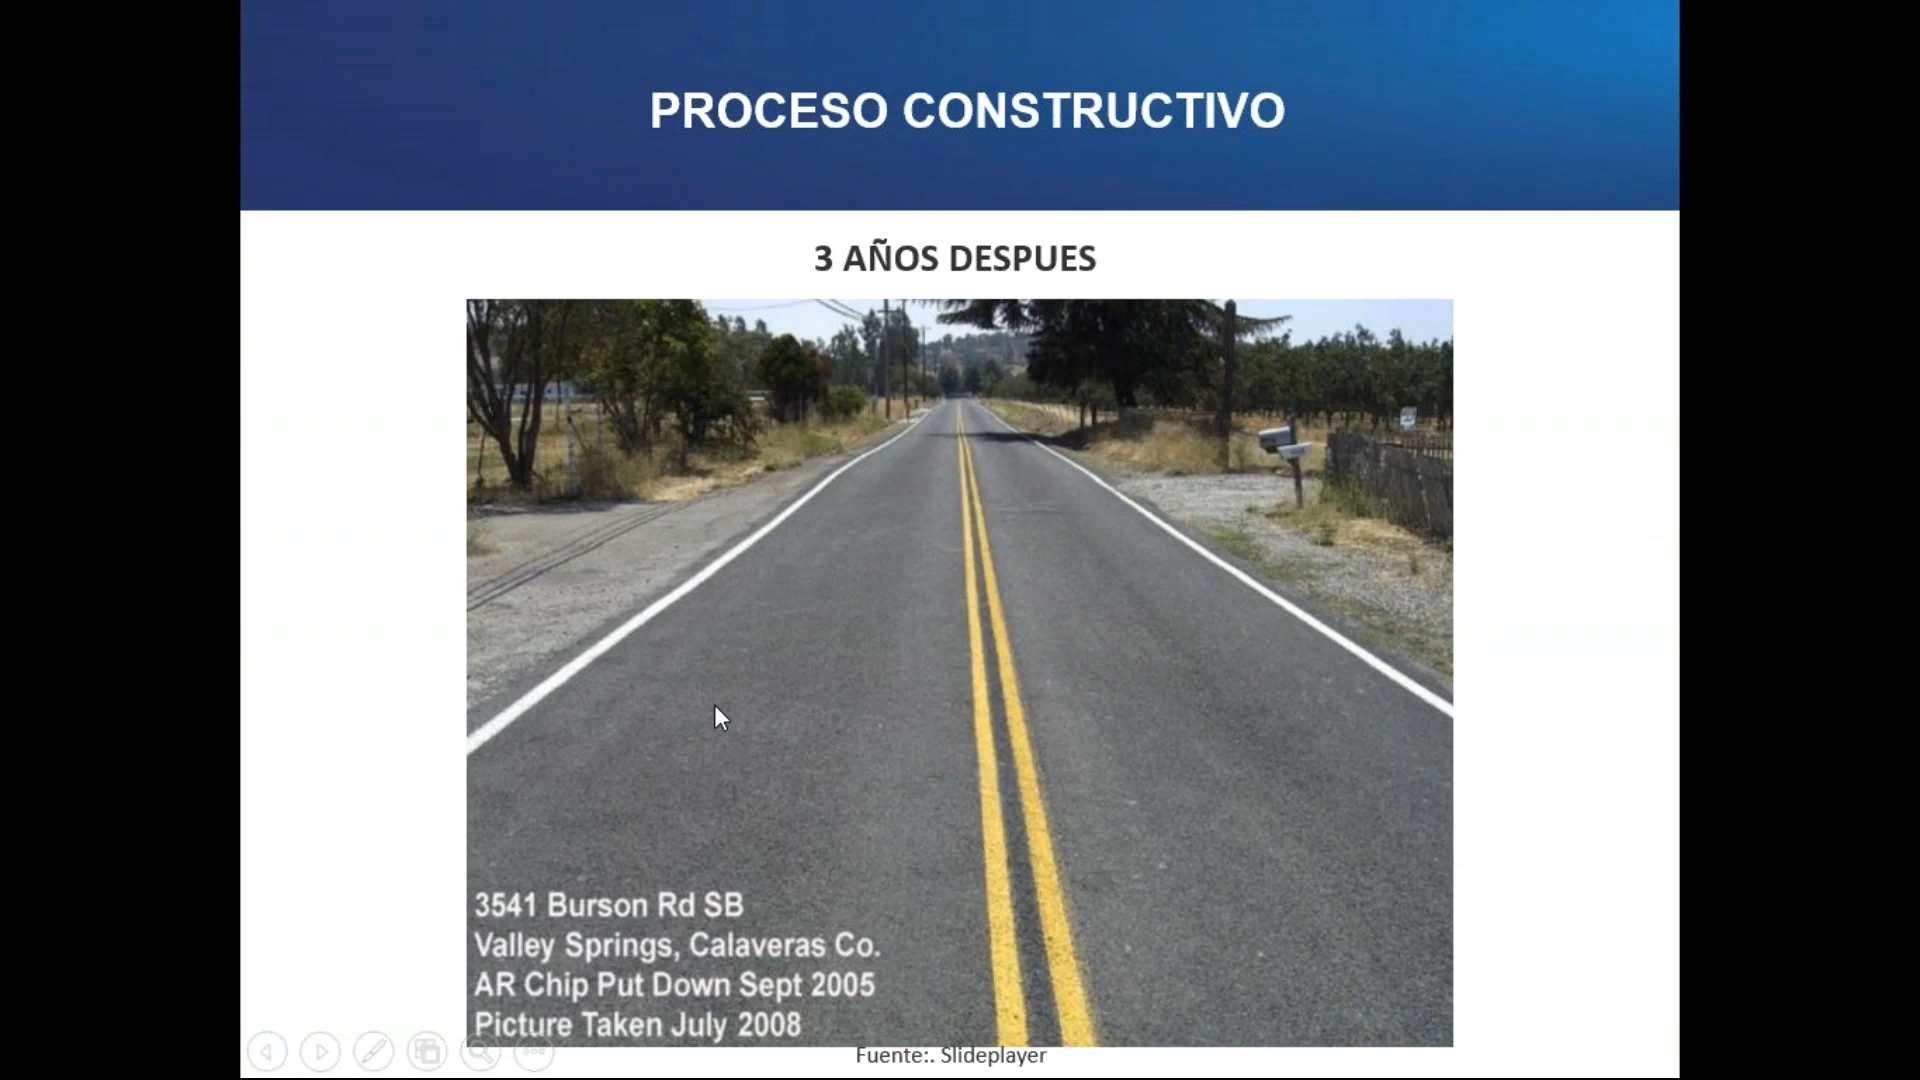 PROCESO CONSTRUCTIVO
3 AÑOS DESPUES
3541 Burson Rd SB
Valley Springs, Calaveras Co.
AR Chip Put Down Sept 2005
Picture Taken July 2008
Fuente:. Slideplayer